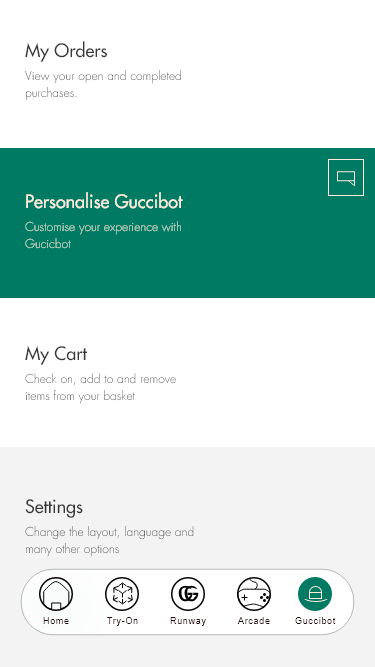 My Orders
View your open and completed
purchases.
Personalise Guccibot
Customise your experience with
Gucicbot
My Cart
Check on, add to and remove
items from your basket
Settings
Change the layout, language and
many other options
Home Try-On Runway Arcade Guccibot